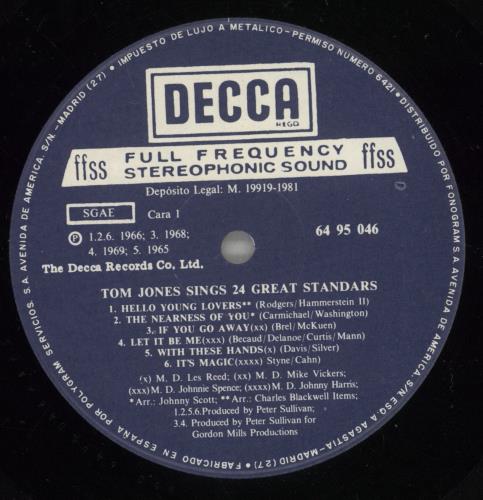 IMPUESTO DE LUJO A METALICO - PERMISO NUMERO 6421 • DISTRIBUIDO POR FONOGRAM S.A. AVENIDA DE AMERICA, S/N. ESQ. A AGASTIA - MADRID (27) • FABRICADO EN ESPAÑA POR POLYGRAM SERVICIOS, S.A. AVENIDA DE AMERICA, S/N. - MADRID (27) •
DECCA
REGD
ffss FULL FREQUENCY ffss
STEREOPHONIC SOUND
Depósito Legal: M. 19919-1981
SGAE Cara 1
Ⓟ 1.2.6. 1966; 3. 1968; 64 95 046
4. 1969; 5. 1965
The Decca Records Co, Ltd.
TOM JONES SINGS 24 GREAT STANDARS
1. HELLO YOUNG LOVERS** (Rodgers/Hammerstein II)
2. THE NEARNESS OF YOU* (Carmichael/Washington)
3. IF YOU GO AWAY(xx) (Brel/McKuen)
4. LET IT BE ME(xxx) (Becaud/Delanoe/Curtis/Mann)
5. WITH THESE HANDS(x) (Davis/Silver)
6. IT'S MAGIC(xxxx) (Styne/Cahn)
(x) M. D. Les Reed; (xx) M. D. Mike Vickers;
(xxx) M.D. Johnnie Spence; (xxxx) M.D. Johnny Harris;
*Arr.: Johnny Scott; **Arr.: Charles Blackwell Items;
1.2.5.6.Produced by Peter Sullivan;
3.4. Produced by Peter Sullivan for
Gordon Mills Productions